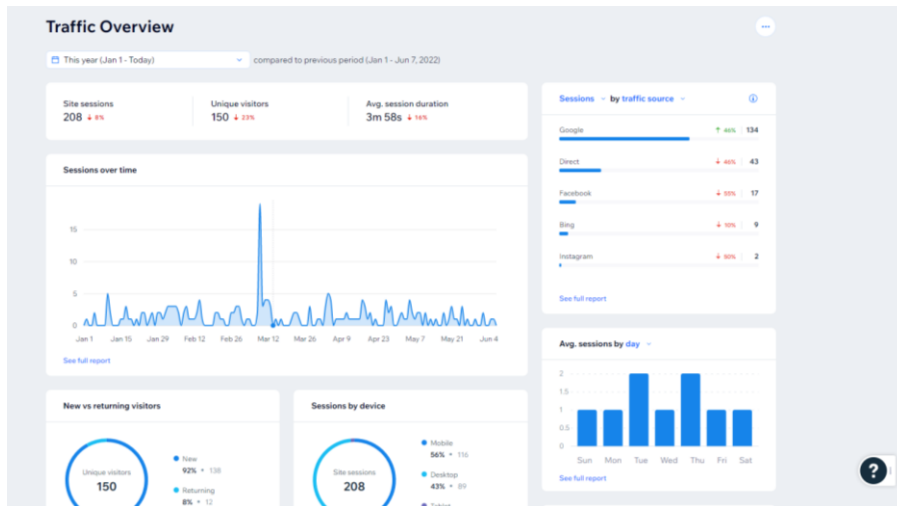 Traffic Overview
This year (Jan 1 - Today) compared to previous period (Jan 1 - Jun 7, 2022)
Site sessions
208
Unique visitors
150 23%
Avg. session duration
3m 58s 16%
Sessions over time
15
10
5
0
Jan 1 Jan 15 Jan 29 Feb 12 Feb 26 Mar 12 Mar 26 Apr 9 Apr 23 May 7 May 21 Jun 4
See full report
New vs returning visitors
Unique visitors
150
New
92% • 138
Returning
8% • 12
Sessions by device
Site sessions
208
Mobile
56% • 116
Desktop
43% • 89
Sessions by traffic source
Google 46% 134
Direct 46% 43
Facebook 55% 17
Bing 10% 9
Instagram 50% 2
See full report
Avg. sessions by day
2
1.5
1
0.5
0
Sun Mon Tue Wed Thu Fri Sat
See full report
?